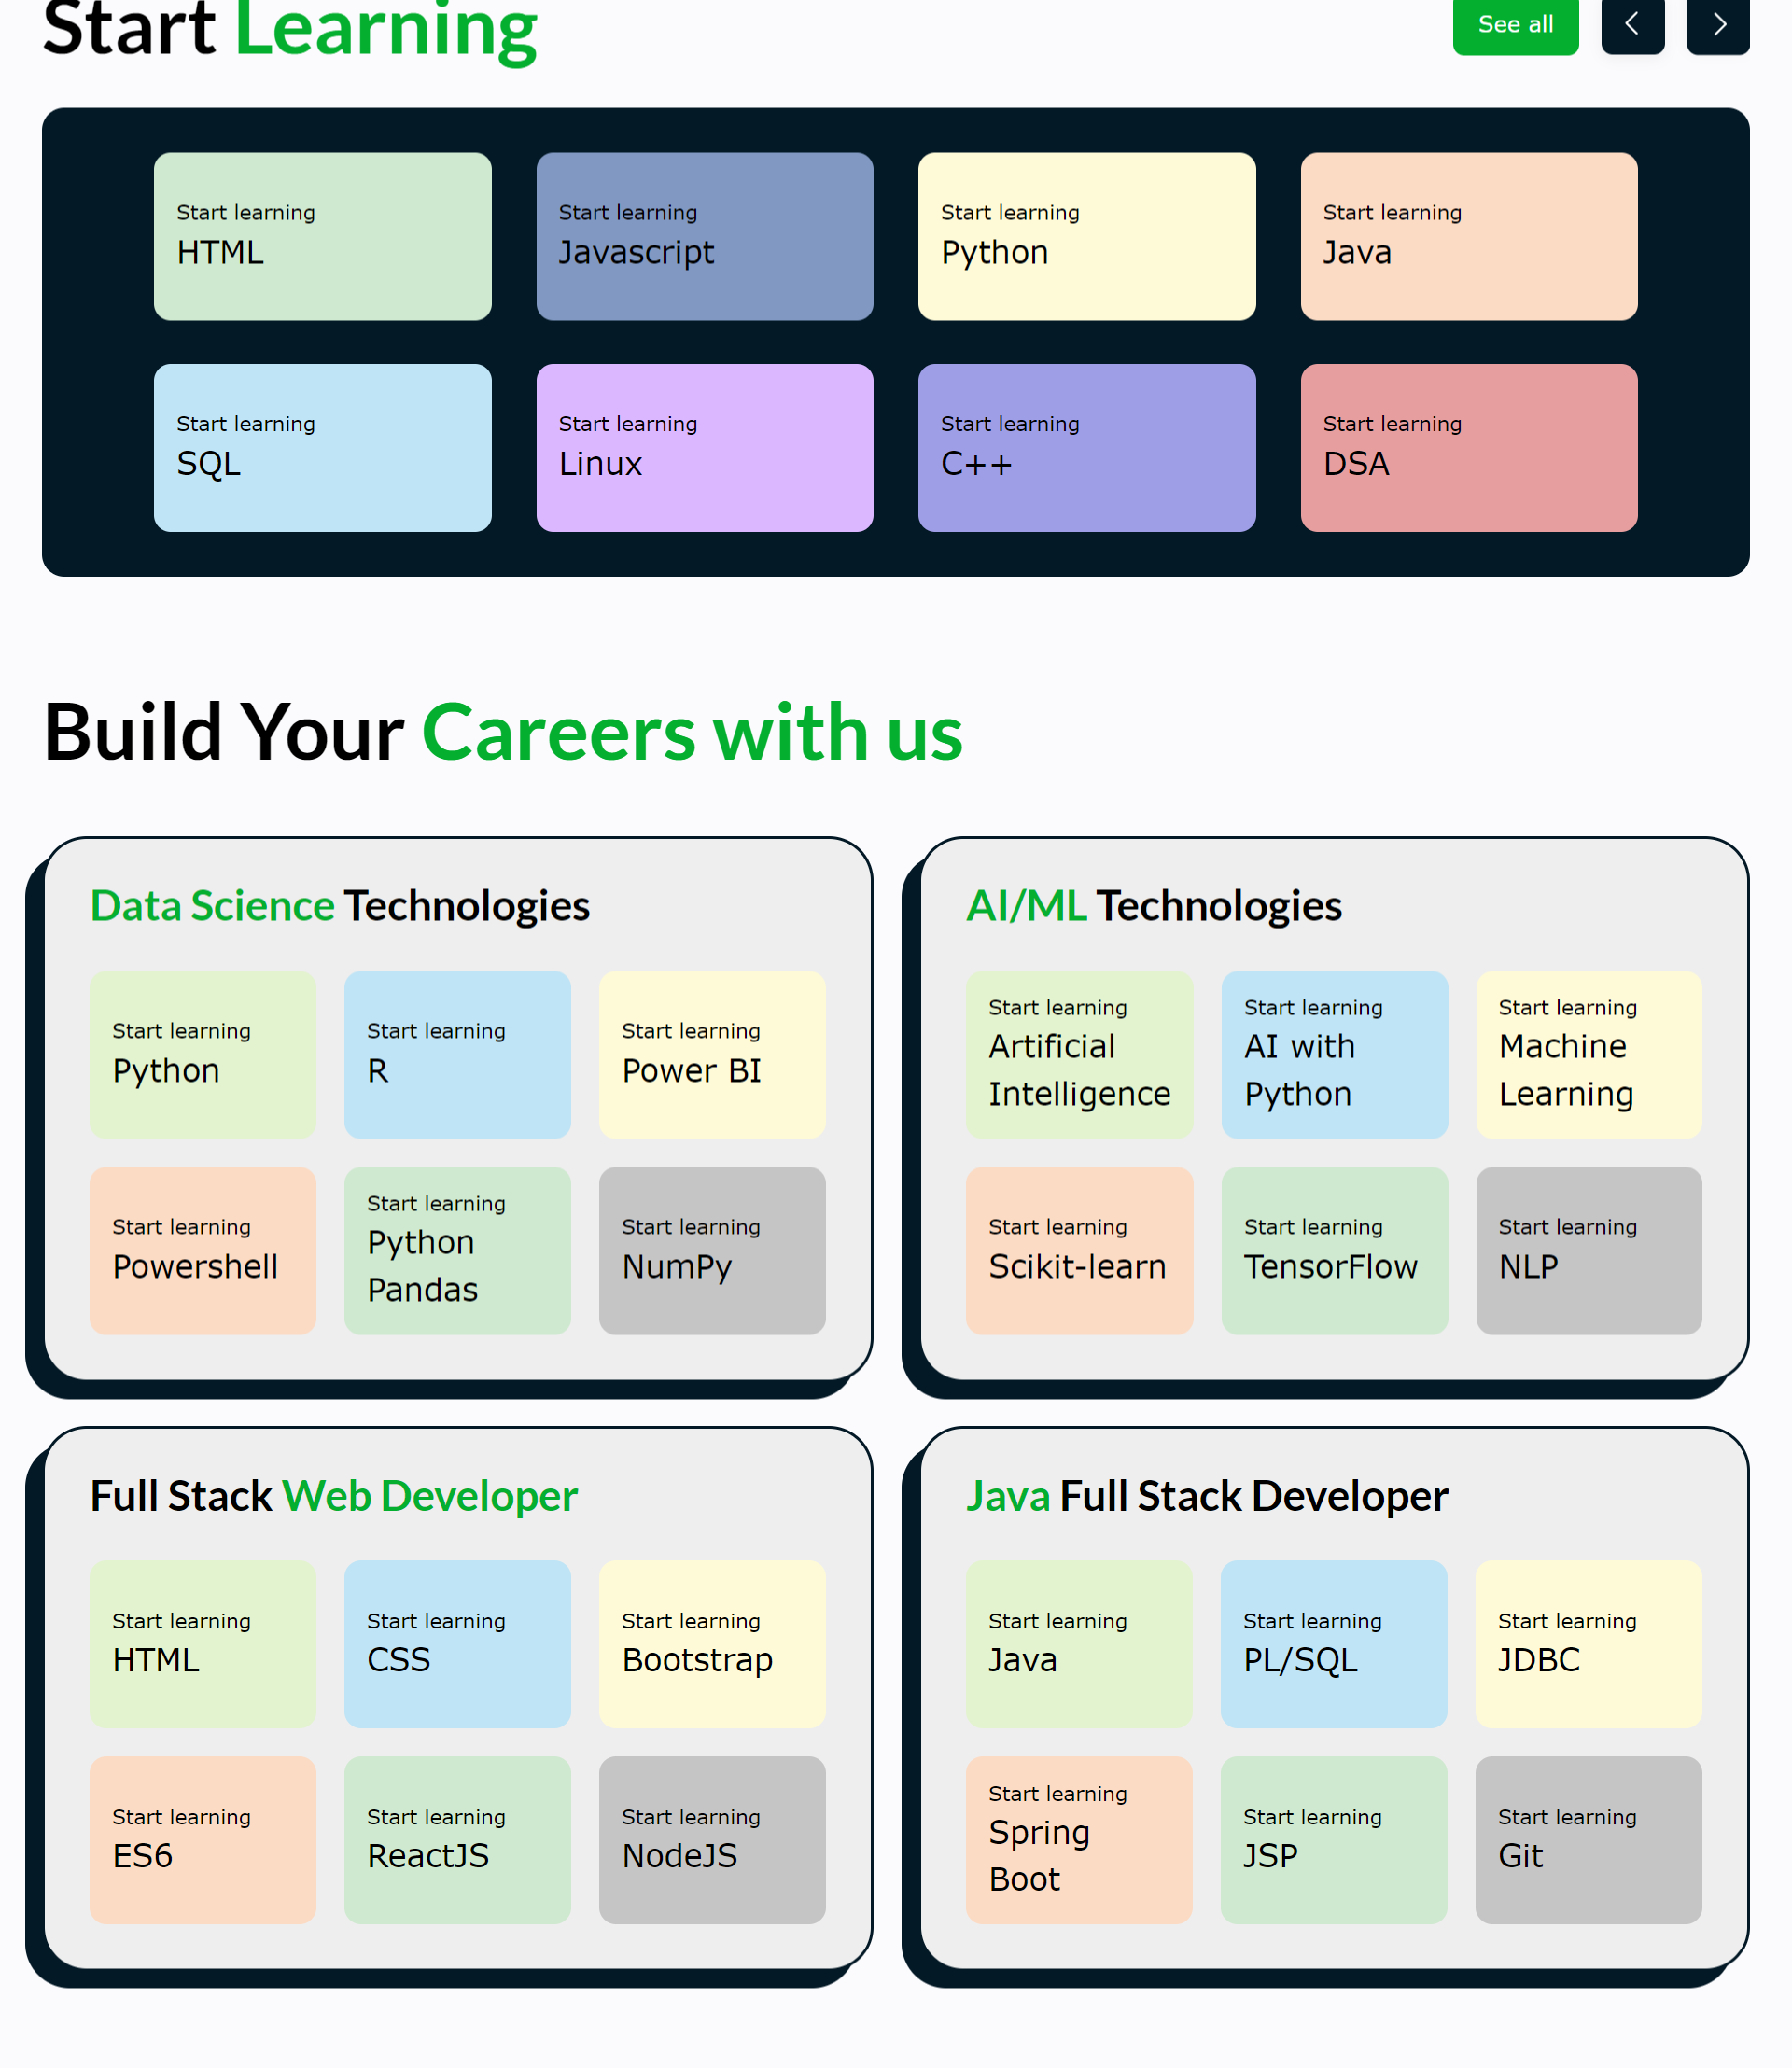 Start Learning
See all
Start learning
HTML
Start learning
Javascript
Start learning
Python
Start learning
Java
Start learning
SQL
Start learning
Linux
Start learning
C++
Start learning
DSA
Build Your Careers with us
Data Science Technologies
Start learning
Python
Start learning
R
Start learning
Power BI
Start learning
Powershell
Start learning
Python
Pandas
Start learning
NumPy
AI/ML Technologies
Start learning
Artificial
Intelligence
Start learning
AI with
Python
Start learning
Machine
Learning
Start learning
Scikit-learn
Start learning
TensorFlow
Start learning
NLP
Full Stack Web Developer
Start learning
HTML
Start learning
CSS
Start learning
Bootstrap
Start learning
ES6
Start learning
ReactJS
Start learning
NodeJS
Java Full Stack Developer
Start learning
Java
Start learning
PL/SQL
Start learning
JDBC
Start learning
Spring
Boot
Start learning
JSP
Start learning
Git